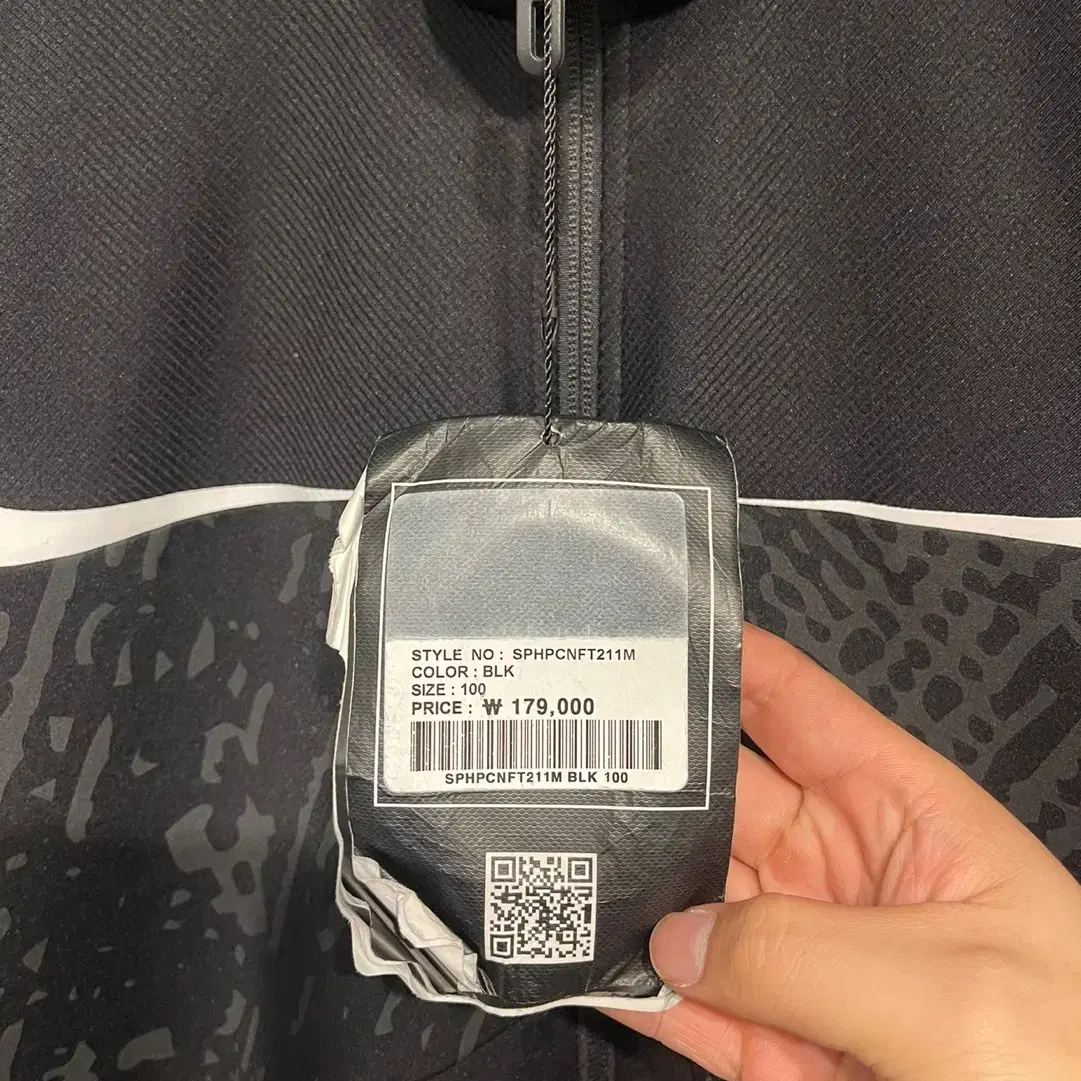 STYLE NO : SPHPCNFT211M
COLOR : BLK
SIZE : 100
PRICE : ₩ 179,000
SPHPCNFT211M BLK 100